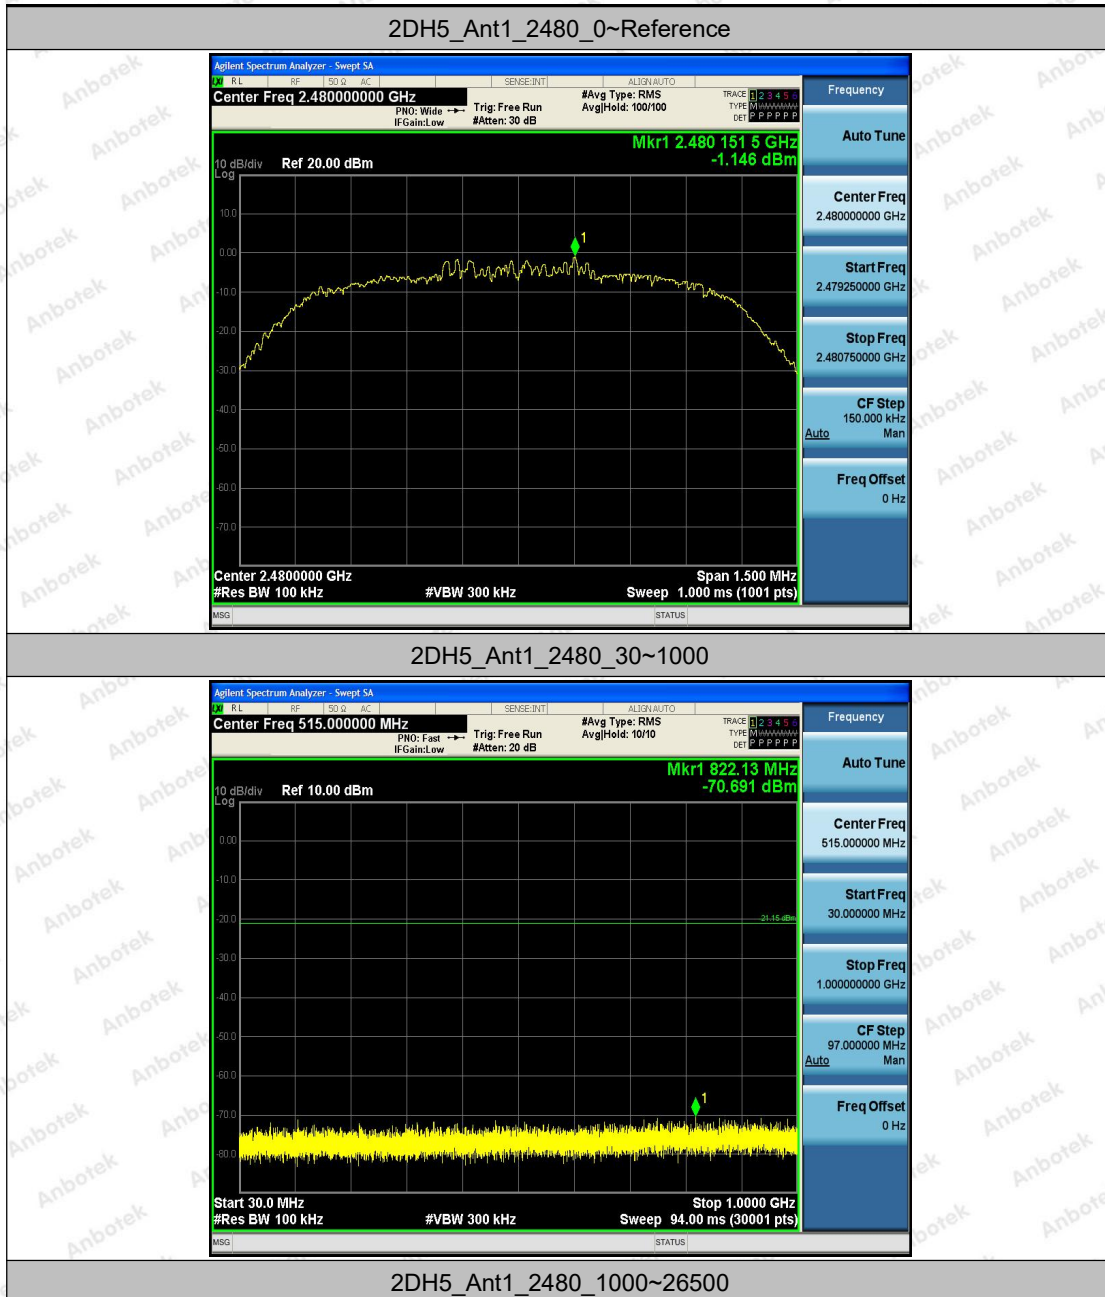 2DH5_Ant1_2480_0~Reference
Agilent Spectrum Analyzer - Swept SA
LXI RL RF 50 Ω AC SENSE:INT ALIGN AUTO
Center Freq 2.480000000 GHz
PNO: Wide
IFGain:Low
Trig: Free Run
#Atten: 30 dB
#Avg Type: RMS
Avg|Hold: 100/100
TRACE 1 2 3 4 5 6
TYPE M
DET P P P P P P
Mkr1 2.480 151 5 GHz
-1.146 dBm
10 dB/div Ref 20.00 dBm
Log
10.0
0.00
-10.0
-20.0
-30.0
-40.0
-50.0
-60.0
-70.0
1
Center 2.4800000 GHz Span 1.500 MHz
#Res BW 100 kHz #VBW 300 kHz Sweep 1.000 ms (1001 pts)
MSG STATUS
Frequency
Auto Tune
Center Freq
2.480000000 GHz
Start Freq
2.479250000 GHz
Stop Freq
2.480750000 GHz
CF Step
150.000 kHz
Auto Man
Freq Offset
0 Hz
2DH5_Ant1_2480_30~1000
Agilent Spectrum Analyzer - Swept SA
LXI RL RF 50 Ω AC SENSE:INT ALIGN AUTO
Center Freq 515.000000 MHz
PNO: Fast
IFGain:Low
Trig: Free Run
#Atten: 20 dB
#Avg Type: RMS
Avg|Hold: 10/10
TRACE 1 2 3 4 5 6
TYPE M
DET P P P P P P
Mkr1 822.13 MHz
-70.691 dBm
10 dB/div Ref 10.00 dBm
Log
0.00
-10.0
-20.0
-30.0
-40.0
-50.0
-60.0
-70.0
-80.0
-21.15 dBm
1
Start 30.0 MHz Stop 1.0000 GHz
#Res BW 100 kHz #VBW 300 kHz Sweep 94.00 ms (30001 pts)
MSG STATUS
Frequency
Auto Tune
Center Freq
515.000000 MHz
Start Freq
30.000000 MHz
Stop Freq
1.000000000 GHz
CF Step
97.000000 MHz
Auto Man
Freq Offset
0 Hz
2DH5_Ant1_2480_1000~26500
Anbotek